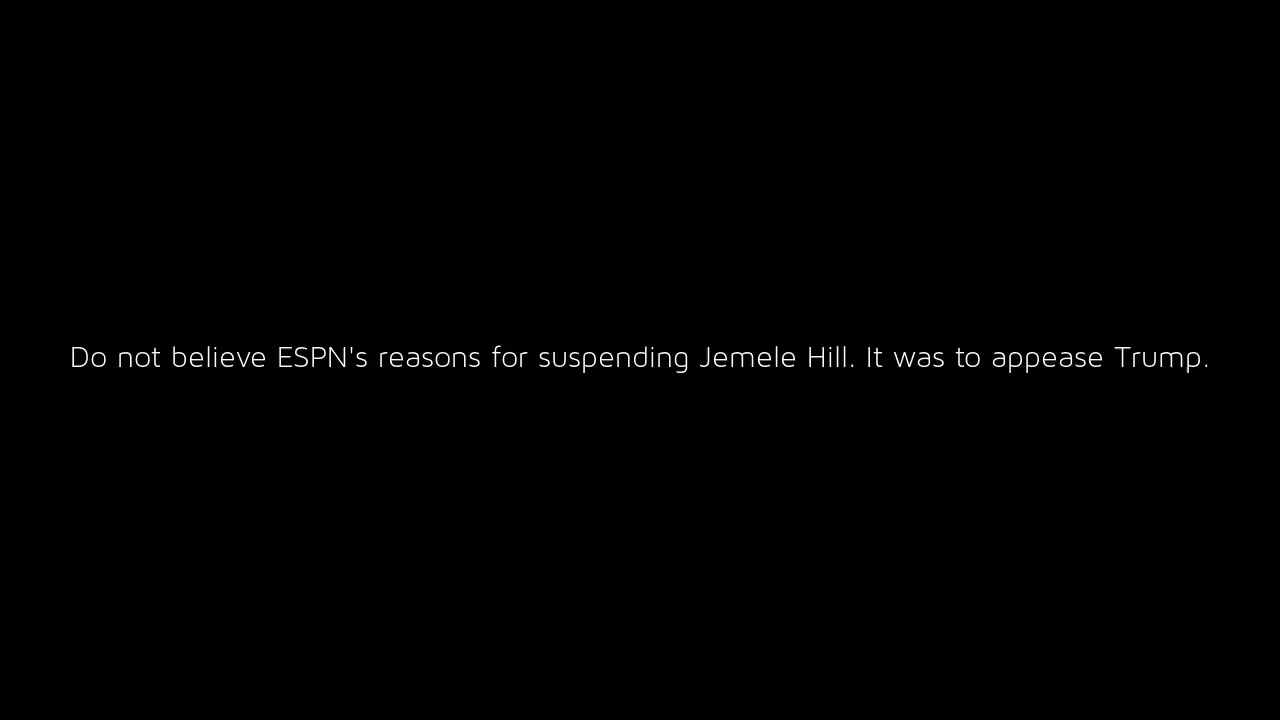 Do not believe ESPN's reasons for suspending Jemele Hill. It was to appease Trump.